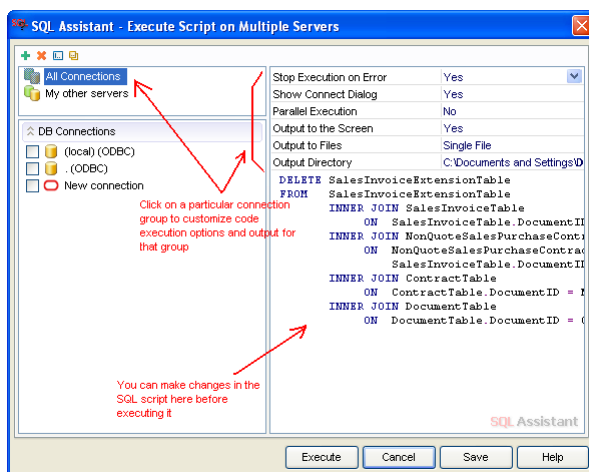 SQL Assistant - Execute Script on Multiple Servers
All Connections
My other servers
DB Connections
(local) (ODBC)
. (ODBC)
New connection
Click on a particular connection
group to customize code
execution options and output for
that group
You can make changes in the
SQL script here before
executing it
Stop Execution on Error Yes
Show Connect Dialog Yes
Parallel Execution No
Output to the Screen Yes
Output to Files Single File
Output Directory C:\Documents and Settings\D
DELETE SalesInvoiceExtensionTable
FROM SalesInvoiceExtensionTable
INNER JOIN SalesInvoiceTable
ON SalesInvoiceTable.DocumentID
INNER JOIN NonQuoteSalesPurchaseContr
ON NonQuoteSalesPurchaseContrac
SalesInvoiceTable.DocumentI
INNER JOIN ContractTable
ON ContractTable.DocumentID =
INNER JOIN DocumentTable
ON DocumentTable.DocumentID =
SQL Assistant
Execute Cancel Save Help